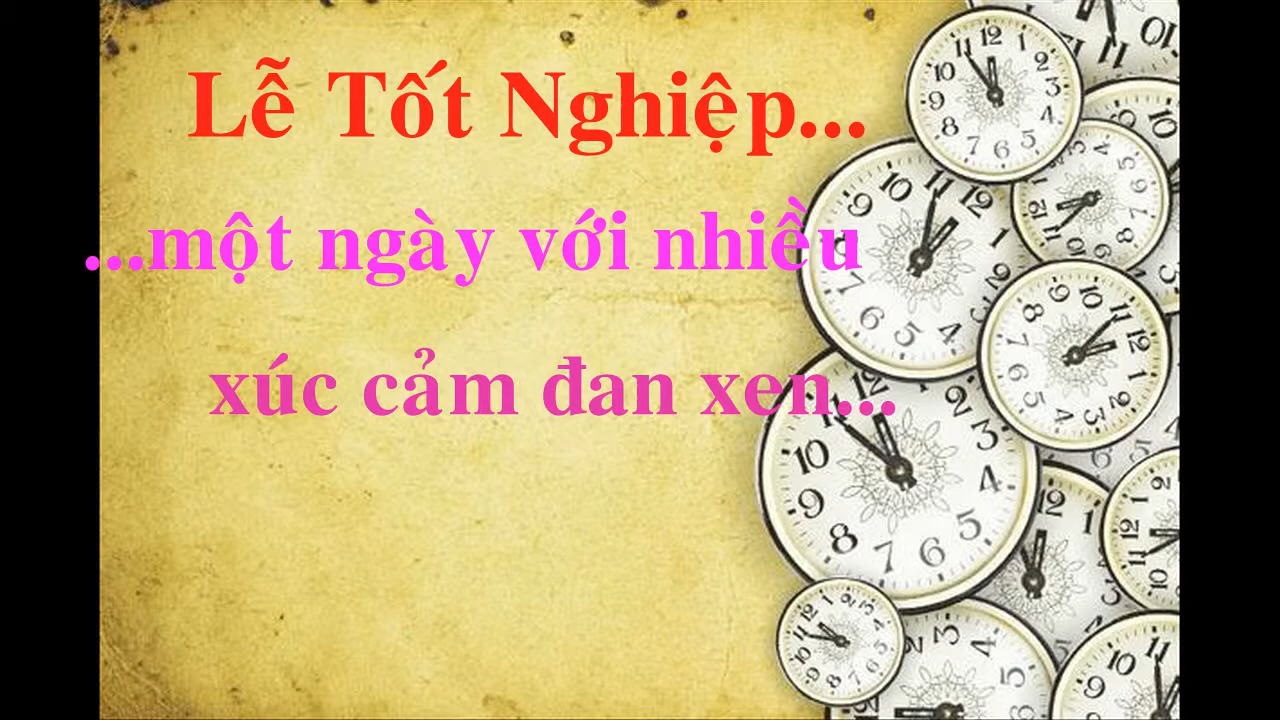 Lễ Tốt Nghiệp...
...một ngày với nhiều
xúc cảm đan xen...